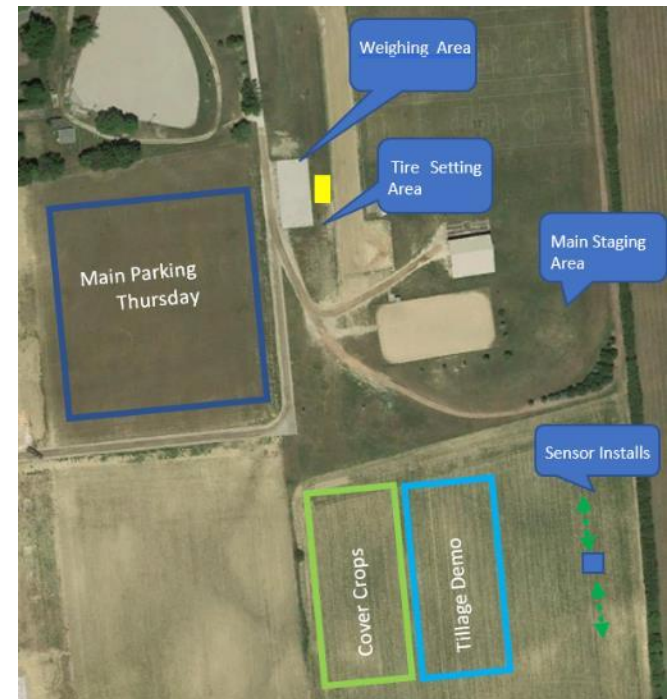 Weighing Area
Tire Setting
Area
Main Staging
Area
Main Parking
Thursday
Sensor Installs
Cover Crops
Tillage Demo